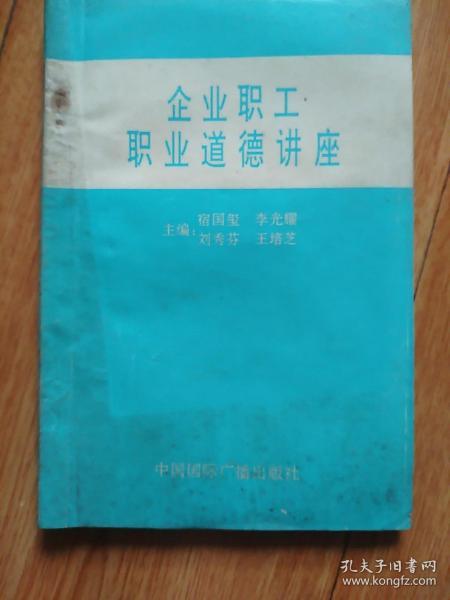 企业职工
职业道德讲座
宿国玺 李光耀
主编:
刘秀芬 王培芝
中国国际广播出版社
孔夫子旧书网
www.kongfz.com